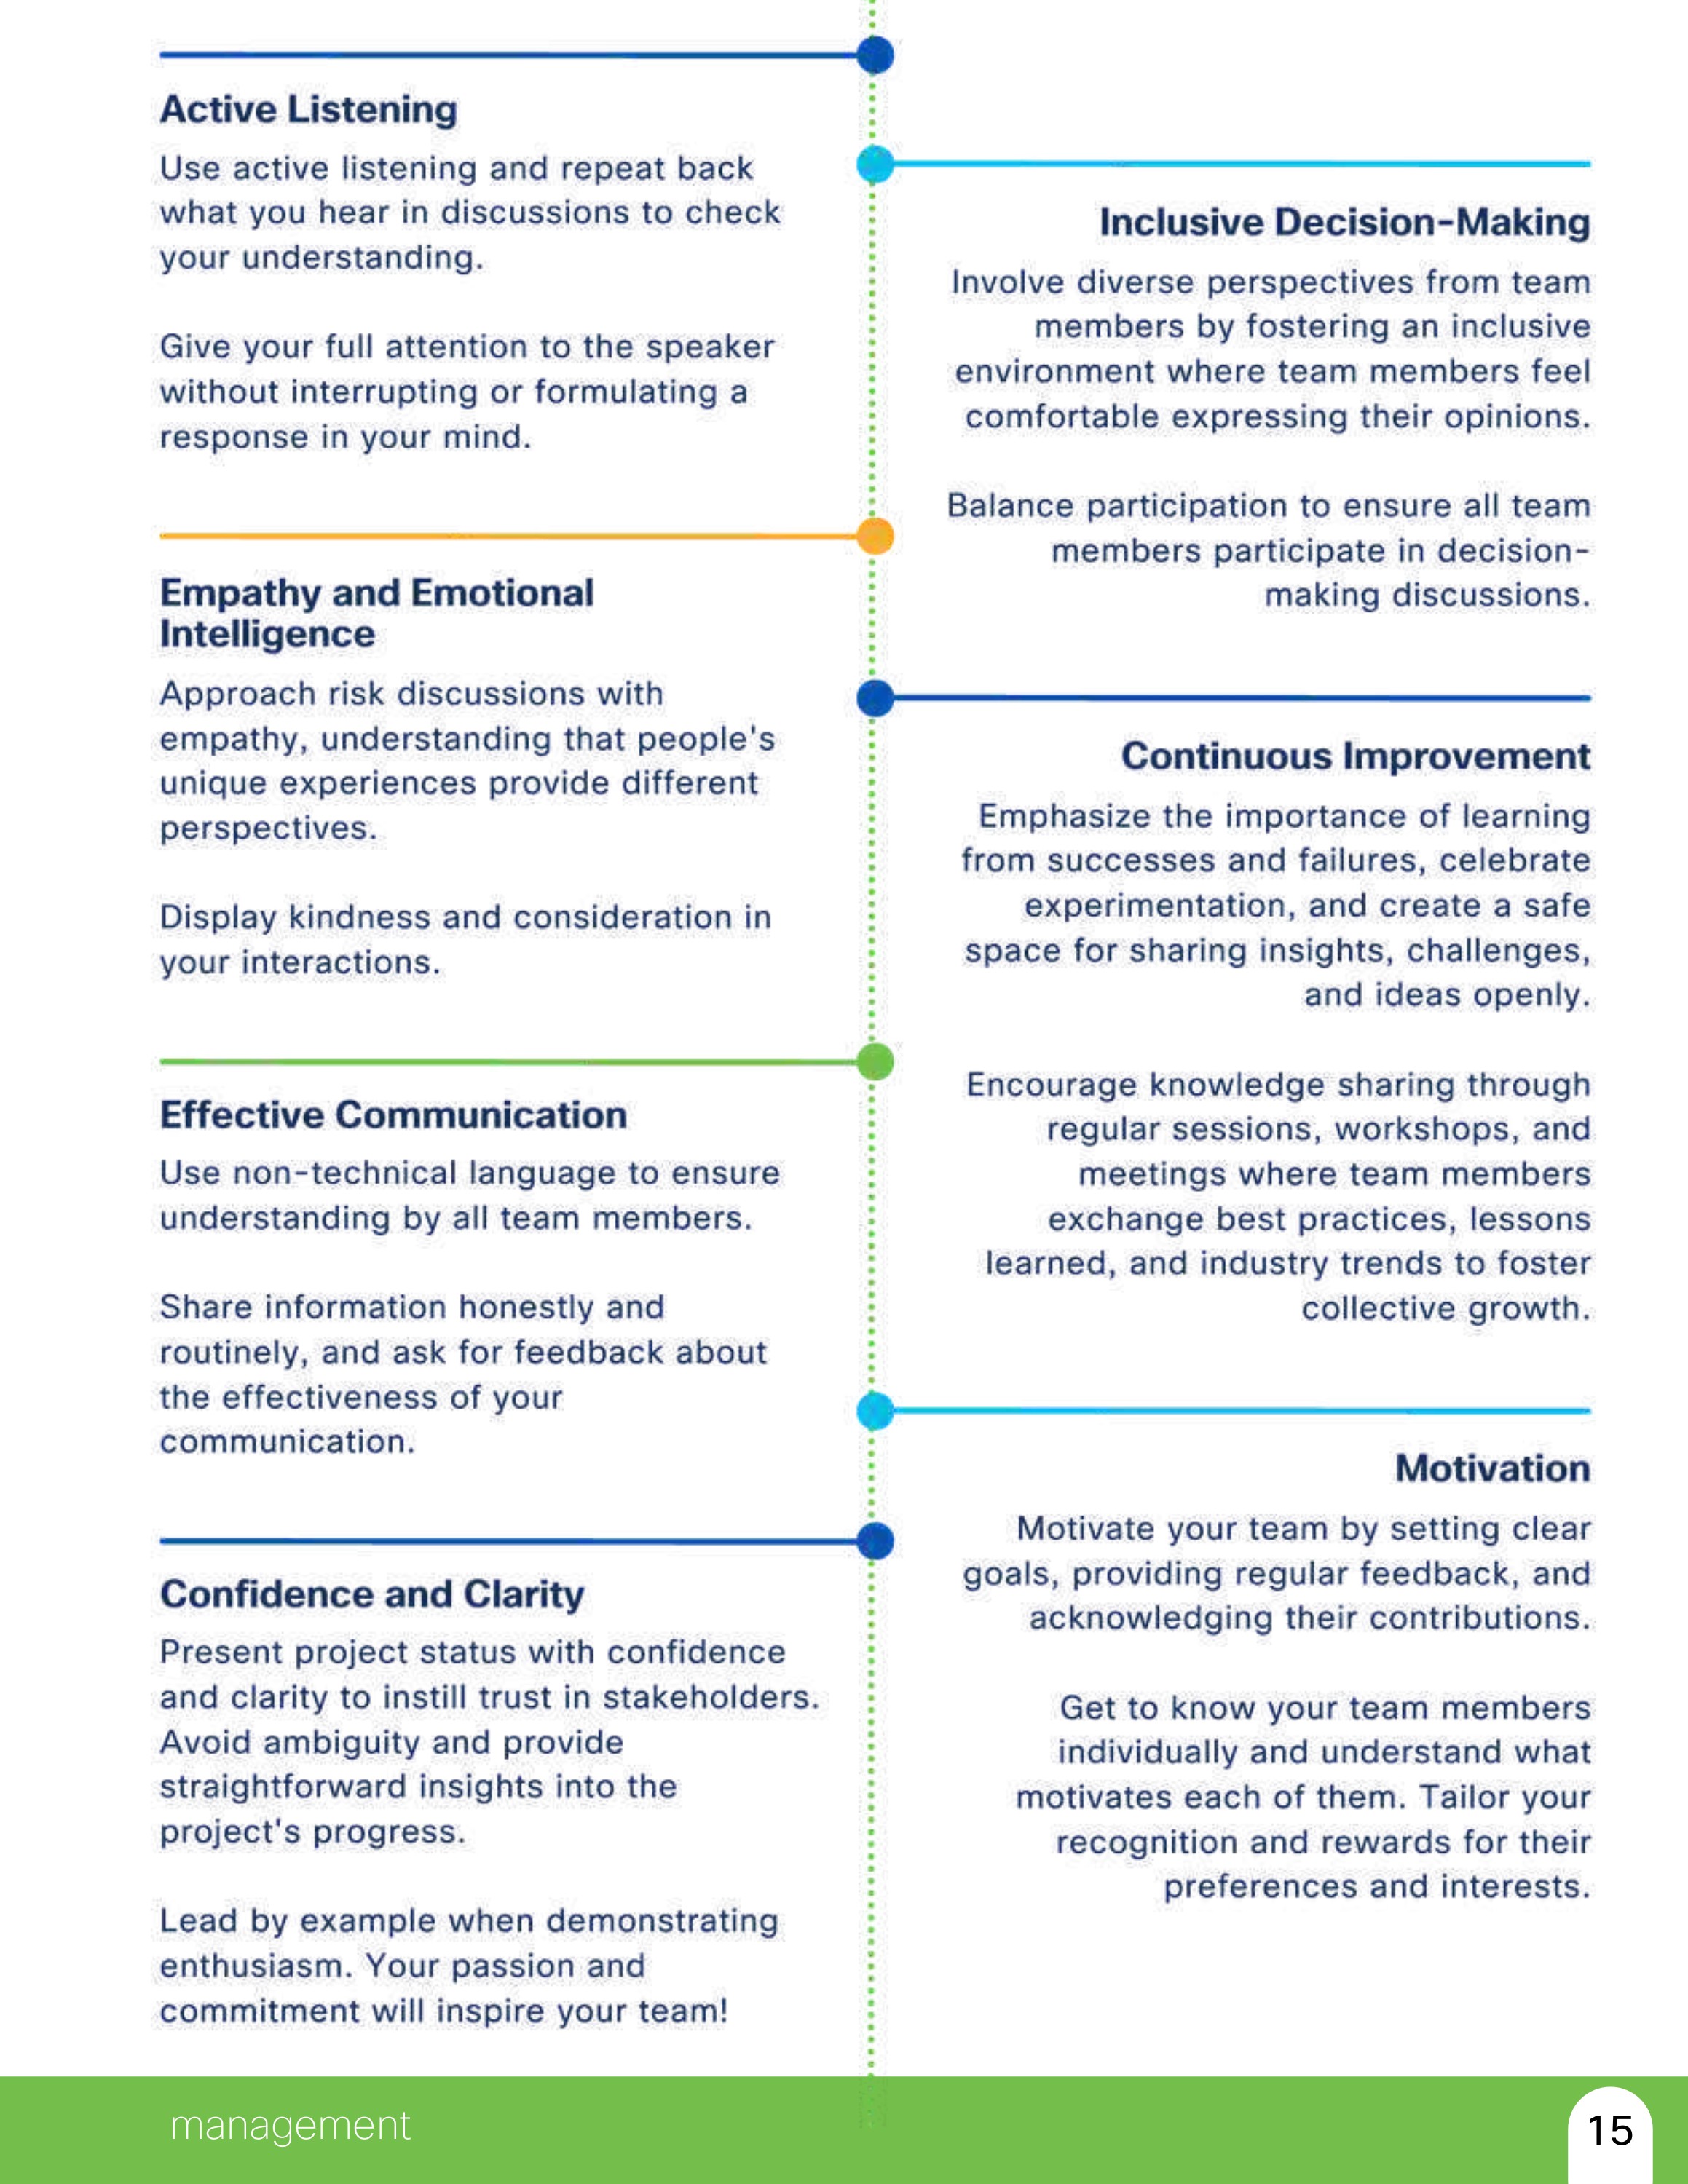 Active Listening
Use active listening and repeat back
what you hear in discussions to check
your understanding.
Give your full attention to the speaker
without interrupting or formulating a
response in your mind.
Empathy and Emotional
Intelligence
Approach risk discussions with
empathy, understanding that people's
unique experiences provide different
perspectives.
Display kindness and consideration in
your interactions.
Effective Communication
Use non-technical language to ensure
understanding by all team members.
Share information honestly and
routinely, and ask for feedback about
the effectiveness of your
communication.
Confidence and Clarity
Present project status with confidence
and clarity to instill trust in stakeholders.
Avoid ambiguity and provide
straightforward insights into the
project's progress.
Lead by example when demonstrating
enthusiasm. Your passion and
commitment will inspire your team!
Inclusive Decision-Making
Involve diverse perspectives from team
members by fostering an inclusive
environment where team members feel
comfortable expressing their opinions.
Balance participation to ensure all team
members participate in decision-
making discussions.
Continuous Improvement
Emphasize the importance of learning
from successes and failures, celebrate
experimentation, and create a safe
space for sharing insights, challenges,
and ideas openly.
Encourage knowledge sharing through
regular sessions, workshops, and
meetings where team members
exchange best practices, lessons
learned, and industry trends to foster
collective growth.
Motivation
Motivate your team by setting clear
goals, providing regular feedback, and
acknowledging their contributions.
Get to know your team members
individually and understand what
motivates each of them. Tailor your
recognition and rewards for their
preferences and interests.
management
15